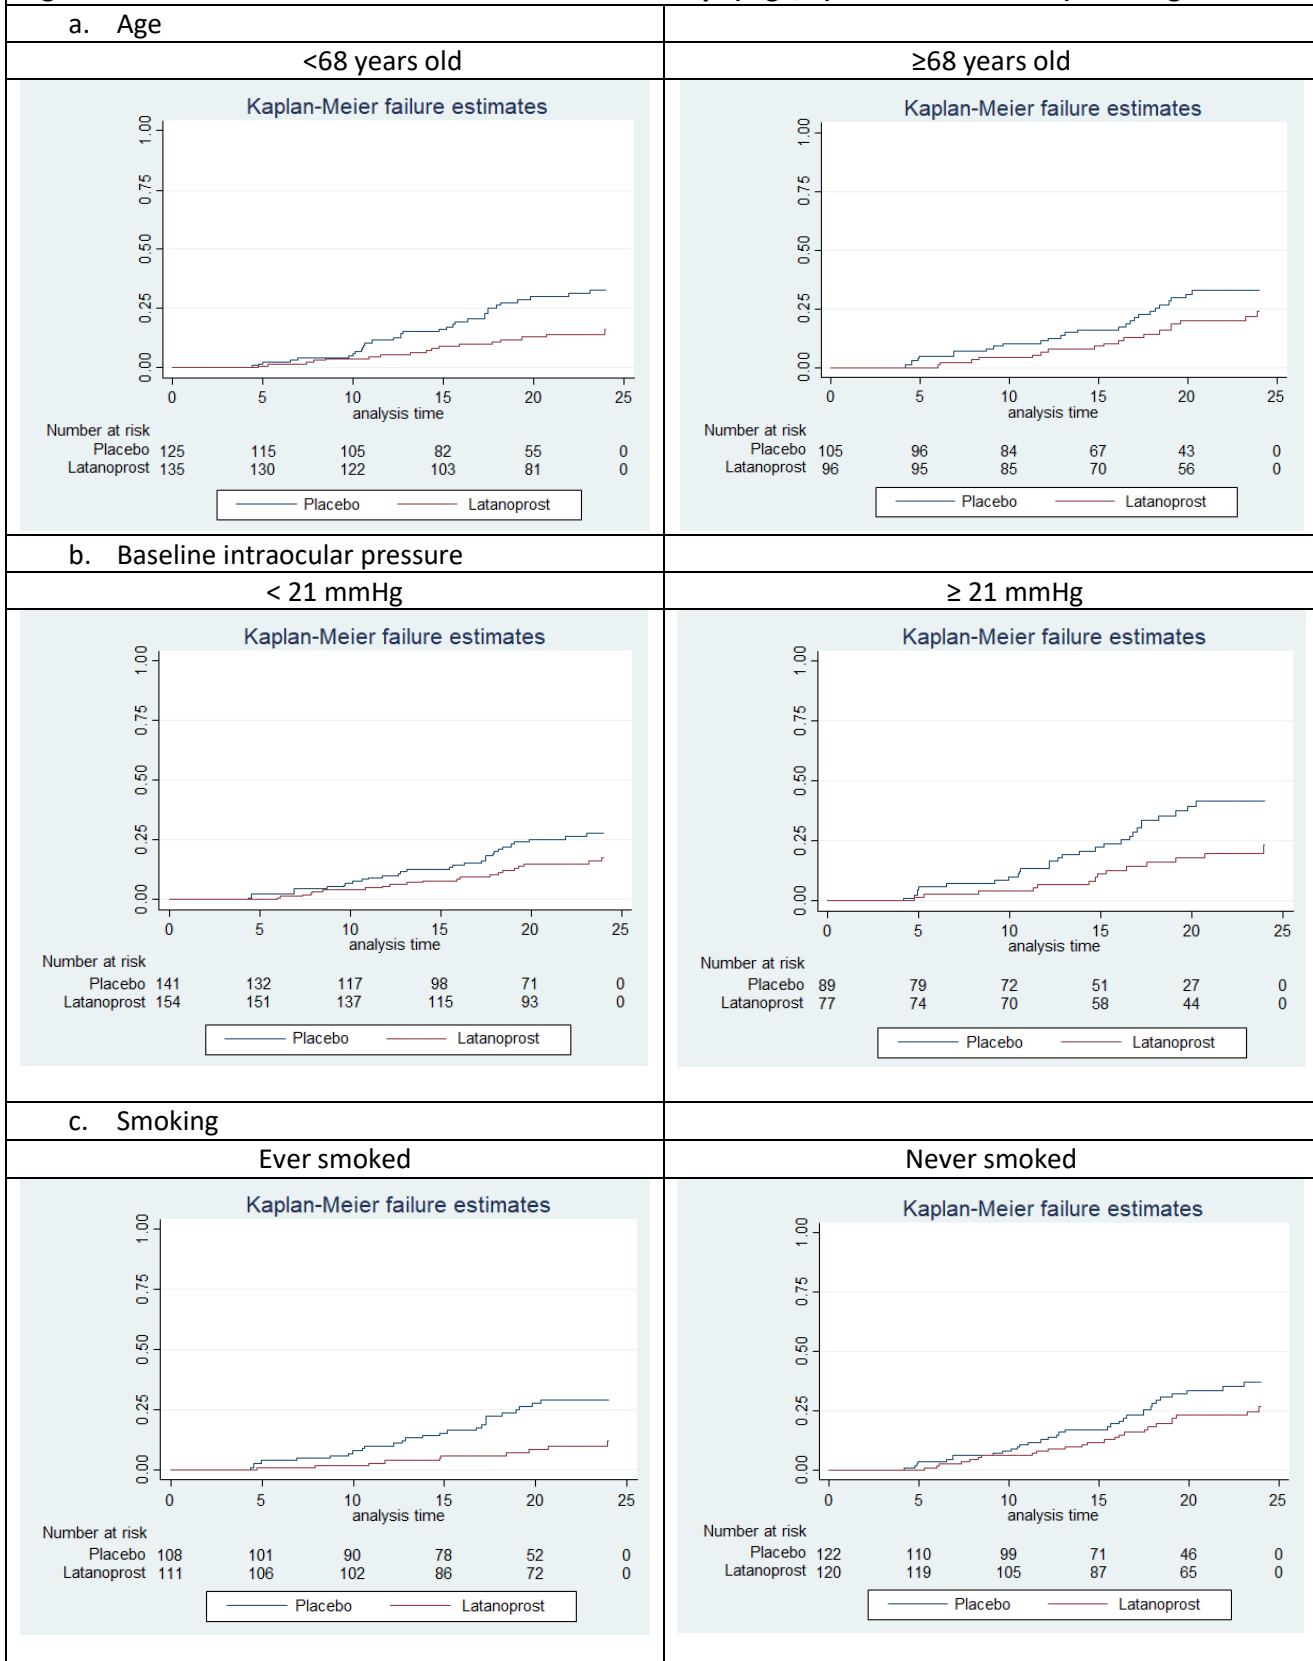 a. Age
<68 years old
≥68 years old
Kaplan-Meier failure estimates
1.00
0.75
0.50
0.25
0.00
0 5 10 15 20 25
analysis time
Number at risk
Placebo 125 115 105 82 55 0
Latanoprost 135 130 122 103 81 0
Placebo Latanoprost
Kaplan-Meier failure estimates
1.00
0.75
0.50
0.25
0.00
0 5 10 15 20 25
analysis time
Number at risk
Placebo 105 96 84 67 43 0
Latanoprost 96 95 85 70 56 0
Placebo Latanoprost
b. Baseline intraocular pressure
< 21 mmHg
≥ 21 mmHg
Kaplan-Meier failure estimates
1.00
0.75
0.50
0.25
0.00
0 5 10 15 20 25
analysis time
Number at risk
Placebo 141 132 117 98 71 0
Latanoprost 154 151 137 115 93 0
Placebo Latanoprost
Kaplan-Meier failure estimates
1.00
0.75
0.50
0.25
0.00
0 5 10 15 20 25
analysis time
Number at risk
Placebo 89 79 72 51 27 0
Latanoprost 77 74 70 58 44 0
Placebo Latanoprost
c. Smoking
Ever smoked
Never smoked
Kaplan-Meier failure estimates
1.00
0.75
0.50
0.25
0.00
0 5 10 15 20 25
analysis time
Number at risk
Placebo 108 101 90 78 52 0
Latanoprost 111 106 102 86 72 0
Placebo Latanoprost
Kaplan-Meier failure estimates
1.00
0.75
0.50
0.25
0.00
0 5 10 15 20 25
analysis time
Number at risk
Placebo 122 110 99 71 46 0
Latanoprost 120 119 105 87 65 0
Placebo Latanoprost